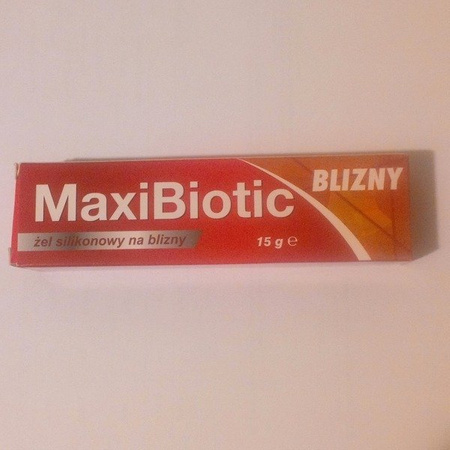 BLIZNY
MaxiBiotic
żel silikonowy na blizny
15 g ℮